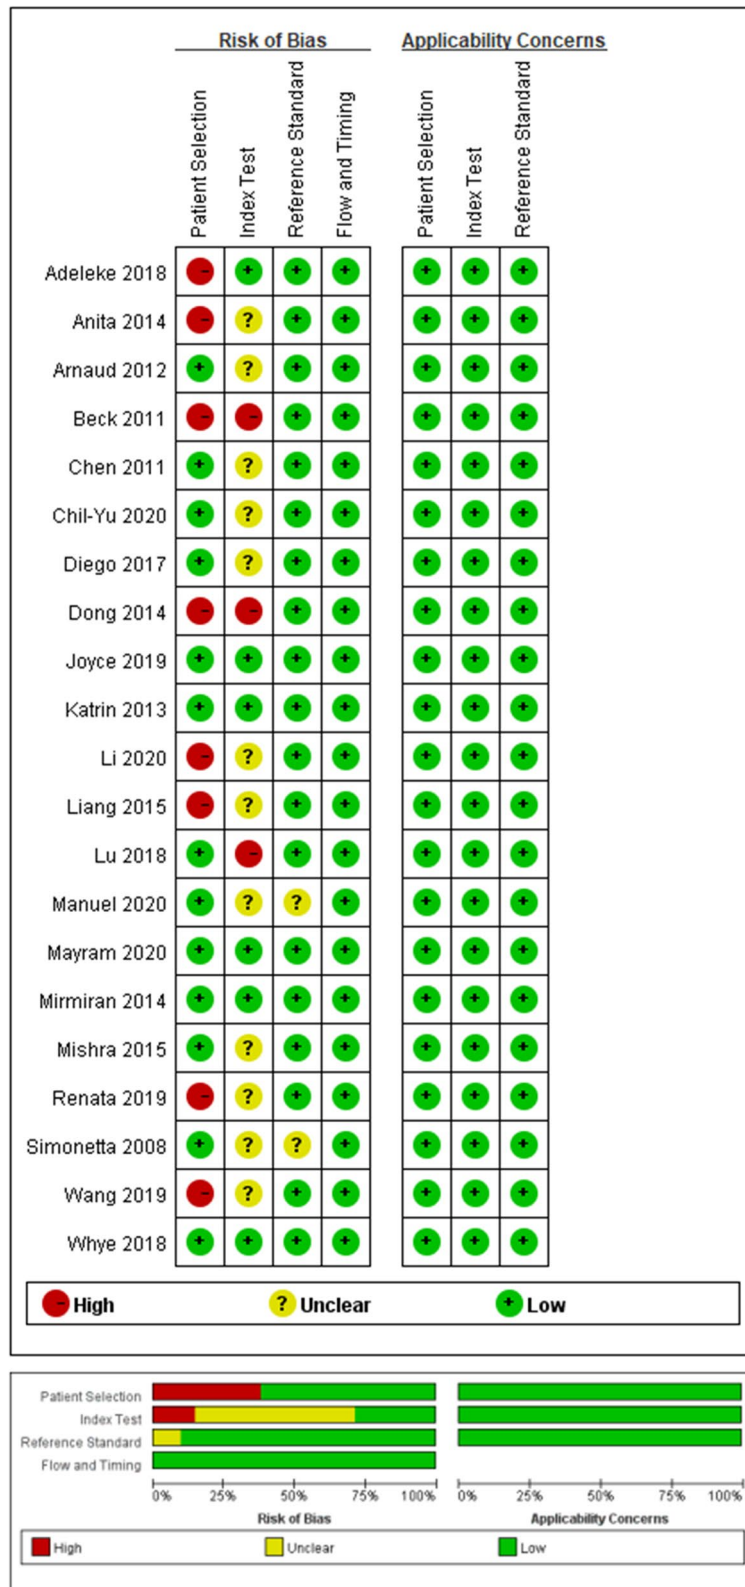 Risk of Bias Applicability Concerns
Patient Selection
Index Test
Reference Standard
Flow and Timing
Patient Selection
Index Test
Reference Standard
Adeleke 2018 - + + + + + +
Anita 2014 - ? + + + + +
Arnaud 2012 + ? + + + + +
Beck 2011 - - + + + + +
Chen 2011 + ? + + + + +
Chil-Yu 2020 + ? + + + + +
Diego 2017 + ? + + + + +
Dong 2014 - - + + + + +
Joyce 2019 + + + + + + +
Katrin 2013 + + + + + + +
Li 2020 - ? + + + + +
Liang 2015 - ? + + + + +
Lu 2018 + - + + + + +
Manuel 2020 + ? ? + + + +
Mayram 2020 + + + + + + +
Mirmiran 2014 + + + + + + +
Mishra 2015 + ? + + + + +
Renata 2019 - ? + + + + +
Simonetta 2008 + ? ? + + + +
Wang 2019 - ? + + + + +
Whye 2018 + + + + + + +
- High ? Unclear + Low
Patient Selection
Index Test
Reference Standard
Flow and Timing
0% 25% 50% 75% 100% 0% 25% 50% 75% 100%
Risk of Bias Applicability Concerns
High Unclear Low